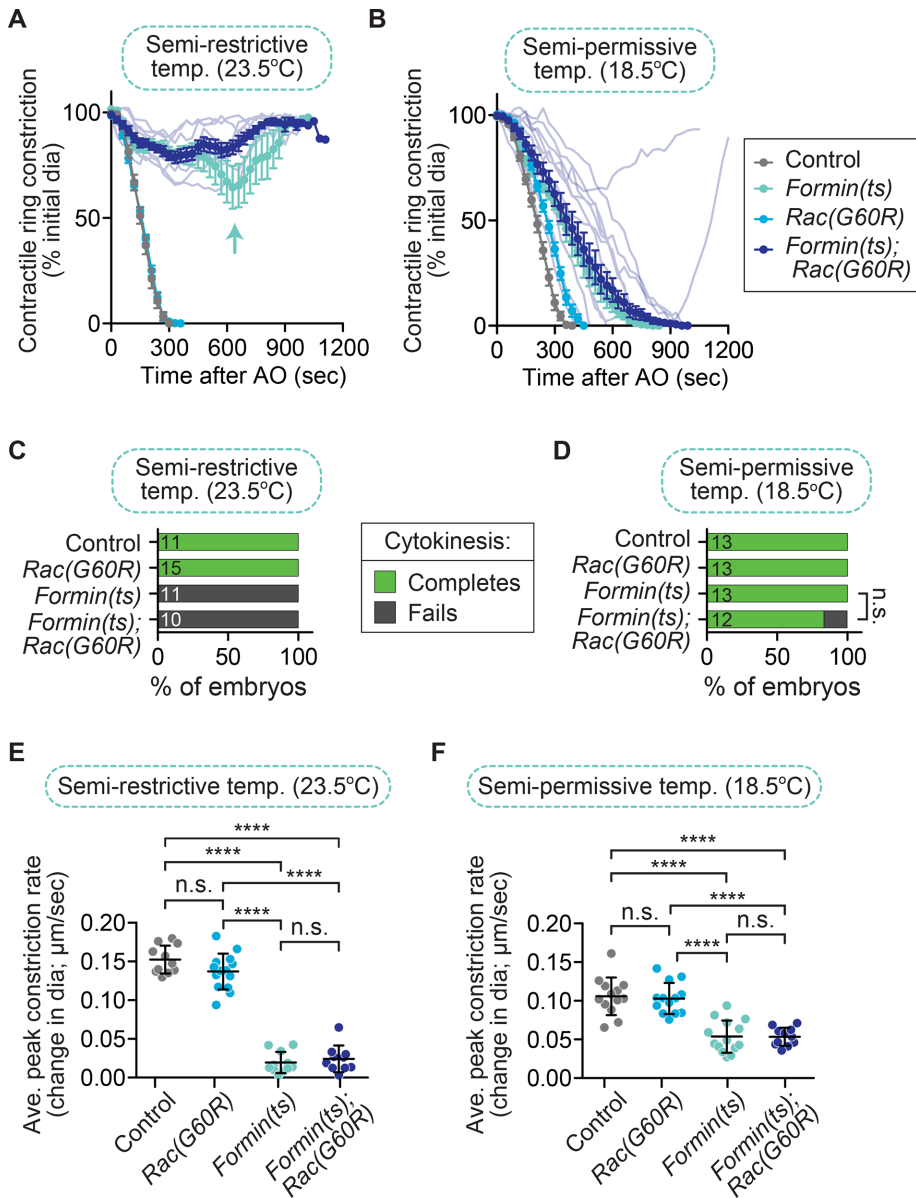 A
Semi-restrictive
temp. (23.5°C)
Contractile ring constriction
(% initial dia)
100
50
0
0 300 600 900 1200
Time after AO (sec)
B
Semi-permissive
temp. (18.5°C)
Contractile ring constriction
(% initial dia)
100
50
0
0 300 600 900 1200
Time after AO (sec)
Control
Formin(ts)
Rac(G60R)
Formin(ts);
Rac(G60R)
C
Semi-restrictive
temp. (23.5°C)
Control 11
Rac(G60R) 15
Formin(ts) 11
Formin(ts); 10
Rac(G60R)
0 50 100
% of embryos
Cytokinesis:
Completes
Fails
D
Semi-permissive
temp. (18.5°C)
Control 13
Rac(G60R) 13
Formin(ts) 13
Formin(ts); 12
Rac(G60R)
n.s.
0 50 100
% of embryos
E
Semi-restrictive temp. (23.5°C)
Ave. peak constriction rate
(change in dia; µm/sec)
****
****
****
n.s.
****
n.s.
0.20
0.15
0.10
0.05
0.00
Control
Rac(G60R)
Formin(ts)
Formin(ts);
Rac(G60R)
F
Semi-permissive temp. (18.5°C)
Ave. peak constriction rate
(change in dia; µm/sec)
****
****
****
n.s.
n.s.
****
0.20
0.15
0.10
0.05
0.00
Control
Rac(G60R)
Formin(ts)
Formin(ts);
Rac(G60R)